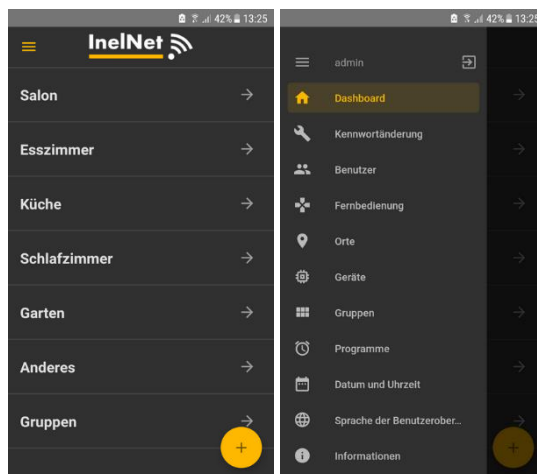 42% 13:25
InelNet
Salon
Esszimmer
Küche
Schlafzimmer
Garten
Anderes
Gruppen
+
42% 13:25
admin
Dashboard
Kennwortänderung
Benutzer
Fernbedienung
Orte
Geräte
Gruppen
Programme
Datum und Uhrzeit
Sprache der Benutzerober...
Informationen
+